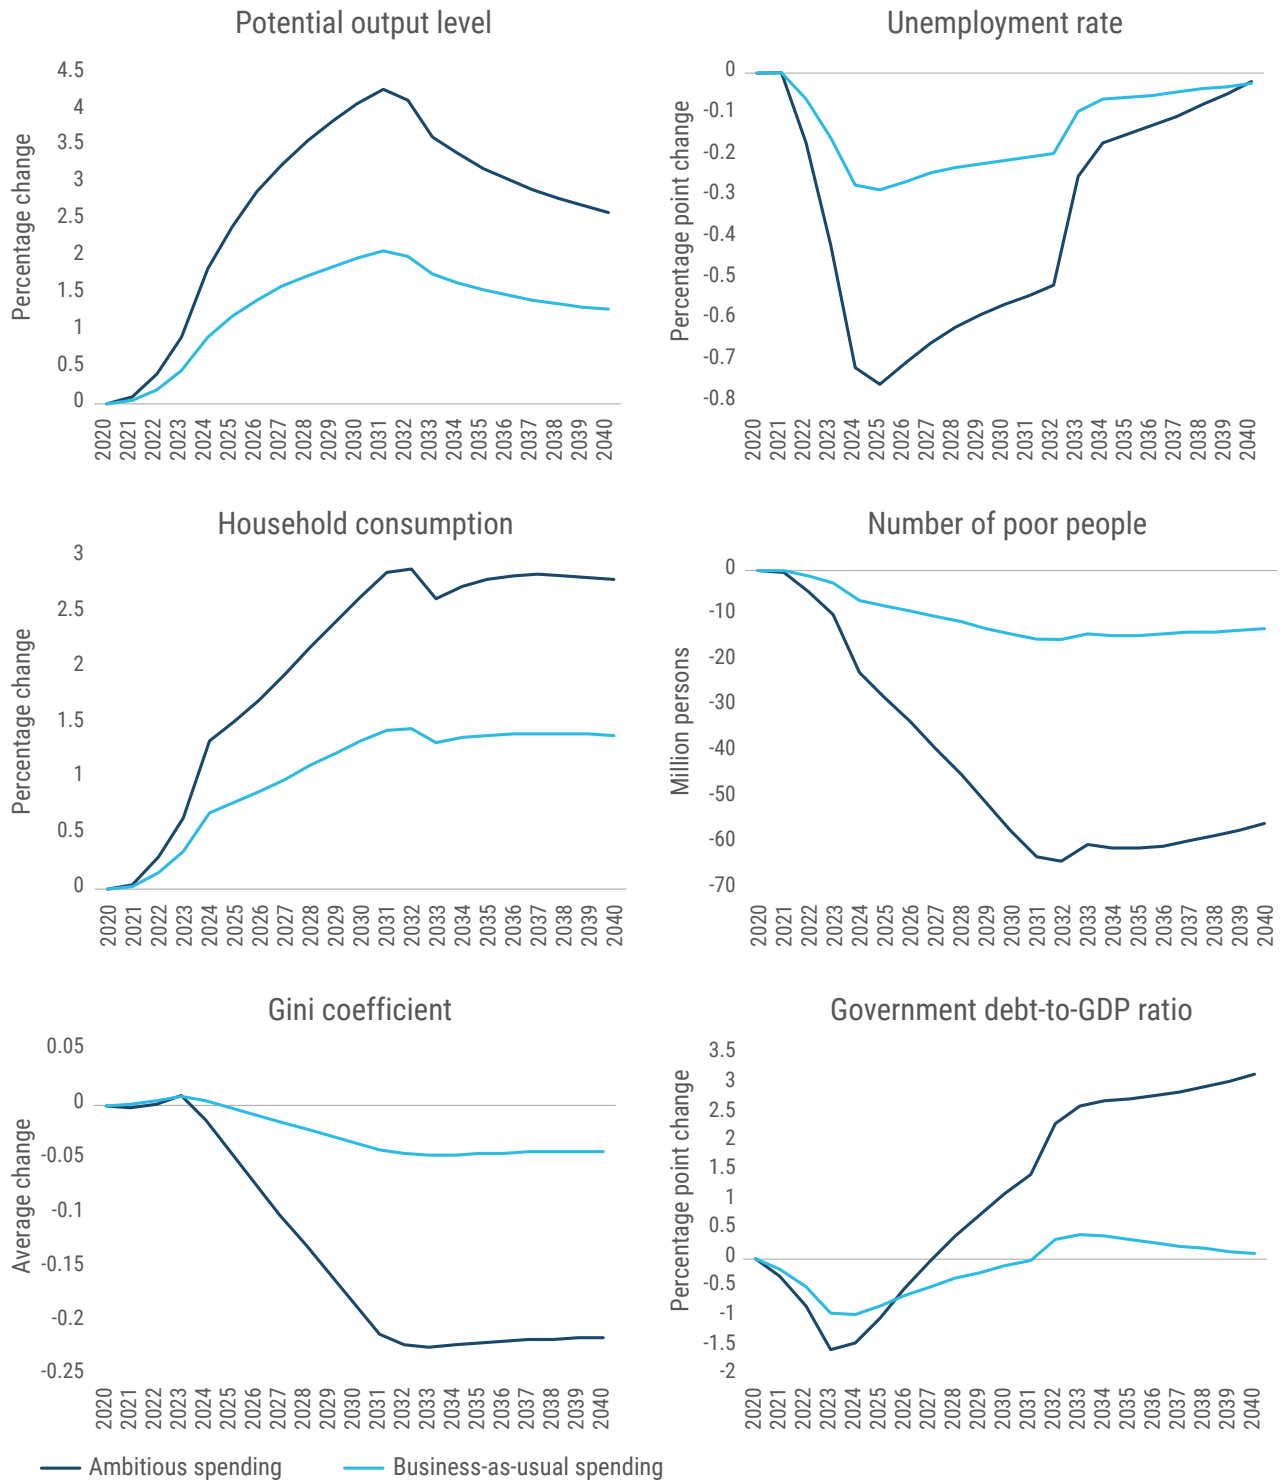 Potential output level
Percentage change
4.5
4
3.5
3
2.5
2
1.5
1
0.5
0
2020 2021 2022 2023 2024 2025 2026 2027 2028 2029 2030 2031 2032 2033 2034 2035 2036 2037 2038 2039 2040
Unemployment rate
Percentage point change
0
-0.1
-0.2
-0.3
-0.4
-0.5
-0.6
-0.7
-0.8
2020 2021 2022 2023 2024 2025 2026 2027 2028 2029 2030 2031 2032 2033 2034 2035 2036 2037 2038 2039 2040
Household consumption
Percentage change
3
2.5
2
1.5
1
0.5
0
2020 2021 2022 2023 2024 2025 2026 2027 2028 2029 2030 2031 2032 2033 2034 2035 2036 2037 2038 2039 2040
Number of poor people
Million persons
0
-10
-20
-30
-40
-50
-60
-70
2020 2021 2022 2023 2024 2025 2026 2027 2028 2029 2030 2031 2032 2033 2034 2035 2036 2037 2038 2039 2040
Gini coefficient
Average change
0.05
0
-0.05
-0.1
-0.15
-0.2
-0.25
2020 2021 2022 2023 2024 2025 2026 2027 2028 2029 2030 2031 2032 2033 2034 2035 2036 2037 2038 2039 2040
Government debt-to-GDP ratio
Percentage point change
3.5
3
2.5
2
1.5
1
0.5
0
-0.5
-1
-1.5
-2
2020 2021 2022 2023 2024 2025 2026 2027 2028 2029 2030 2031 2032 2033 2034 2035 2036 2037 2038 2039 2040
Ambitious spending
Business-as-usual spending